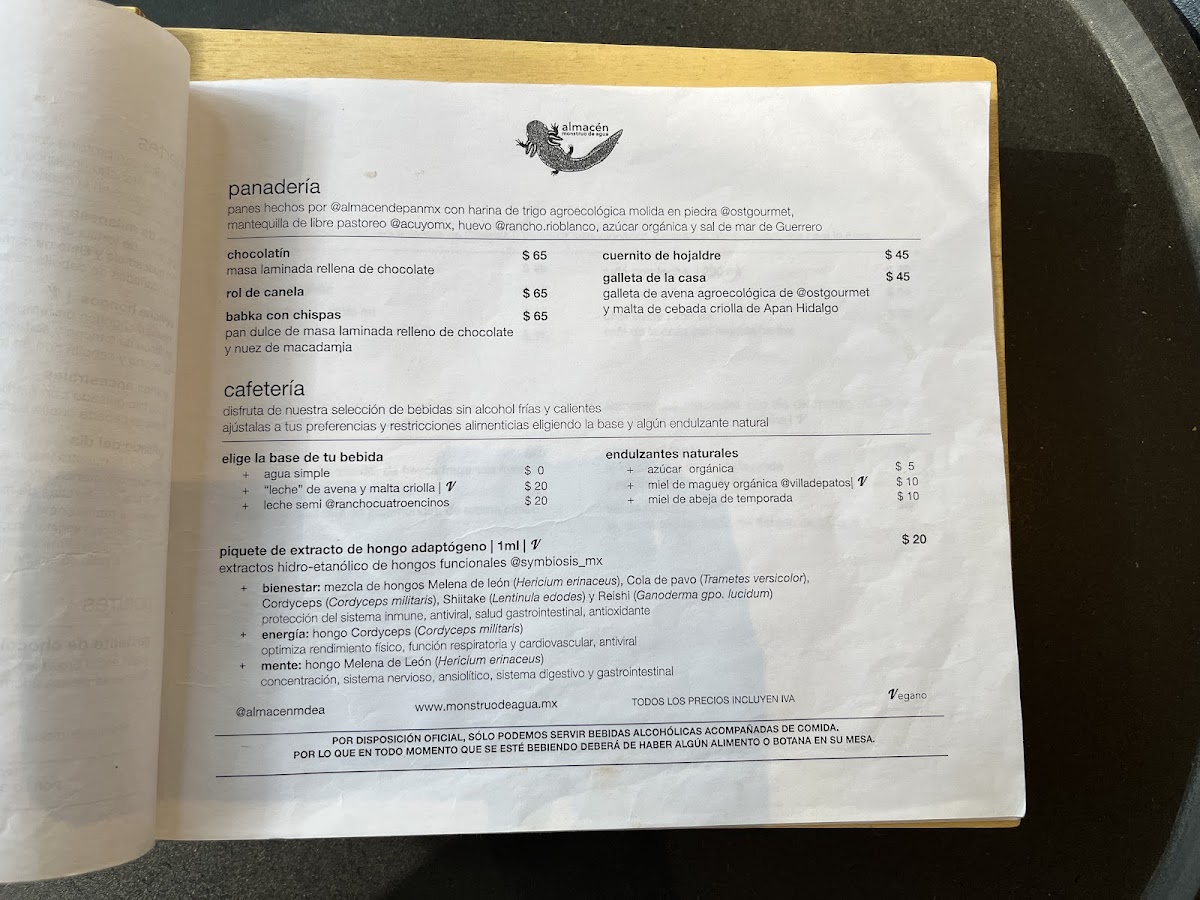 almacén
monstruo de agua
panadería
panes hechos por @almacendepanmx con harina de trigo agroecológica molida en piedra @ostgourmet,
mantequilla de libre pastoreo @acuyomx, huevo @rancho.rioblanco, azúcar orgánica y sal de mar de Guerrero
chocolatín $ 65
masa laminada rellena de chocolate
rol de canela $ 65
babka con chispas $ 65
pan dulce de masa laminada relleno de chocolate
y nuez de macadamia
cuernito de hojaldre $ 45
galleta de la casa $ 45
galleta de avena agroecológica de @ostgourmet
y malta de cebada criolla de Apan Hidalgo
cafetería
disfruta de nuestra selección de bebidas sin alcohol frías y calientes
ajústalas a tus preferencias y restricciones alimenticias eligiendo la base y algún endulzante natural
elige la base de tu bebida
+ agua simple $ 0
+ "leche" de avena y malta criolla | V $ 20
+ leche semi @ranchocuatroencinos $ 20
endulzantes naturales
+ azúcar orgánica $ 5
+ miel de maguey orgánica @villadepatos| V $ 10
+ miel de abeja de temporada $ 10
piquete de extracto de hongo adaptógeno | 1ml | V $ 20
extractos hidro-etanólico de hongos funcionales @symbiosis_mx
+ bienestar: mezcla de hongos Melena de león (Hericium erinaceus), Cola de pavo (Trametes versicolor),
Cordyceps (Cordyceps militaris), Shiitake (Lentinula edodes) y Reishi (Ganoderma gpo. lucidum)
protección del sistema inmune, antiviral, salud gastrointestinal, antioxidante
+ energía: hongo Cordyceps (Cordyceps militaris)
optimiza rendimiento físico, función respiratoria y cardiovascular, antiviral
+ mente: hongo Melena de León (Hericium erinaceus)
concentración, sistema nervioso, ansiolítico, sistema digestivo y gastrointestinal
@almacenmdea www.monstruodeagua.mx TODOS LOS PRECIOS INCLUYEN IVA Vegano
POR DISPOSICIÓN OFICIAL, SÓLO PODEMOS SERVIR BEBIDAS ALCOHÓLICAS ACOMPAÑADAS DE COMIDA.
POR LO QUE EN TODO MOMENTO QUE SE ESTÉ BEBIENDO DEBERÁ DE HABER ALGÚN ALIMENTO O BOTANA EN SU MESA.